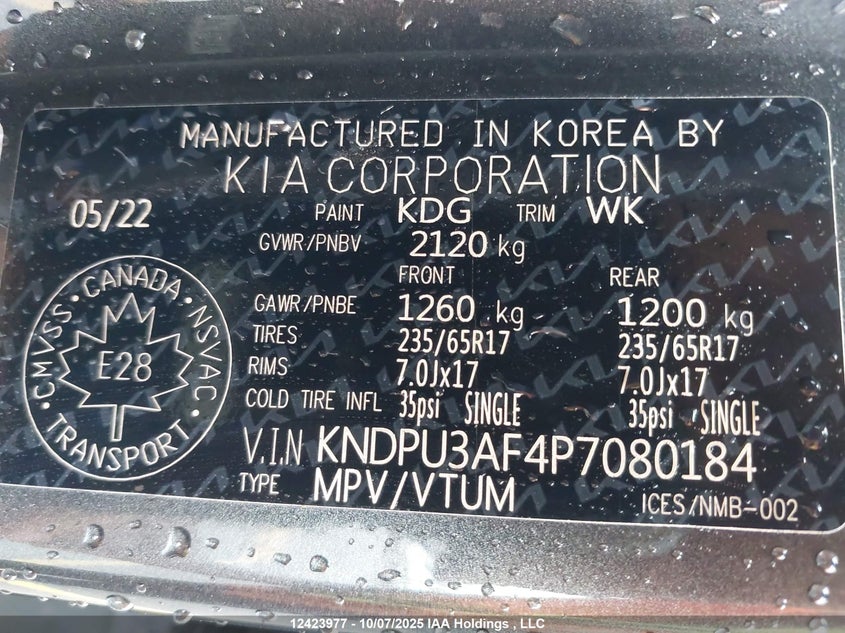 MANUFACTURED IN KOREA BY
KIA CORPORATION
05/22 PAINT KDG TRIM WK
GVWR/PNBV 2120 kg
FRONT REAR
GAWR/PNBE 1260 kg 1200 kg
TIRES 235/65R17 235/65R17
RIMS 7.0Jx17 7.0Jx17
COLD TIRE INFL 35psi SINGLE 35psi SINGLE
V.I.N KNDPU3AF4P7080184
TYPE MPV/VTUM
ICES/NMB-002
CMVSS · CANADA · NSVAC · TRANSPORT ·
E28
12423977 - 10/07/2025 IAA Holdings , LLC